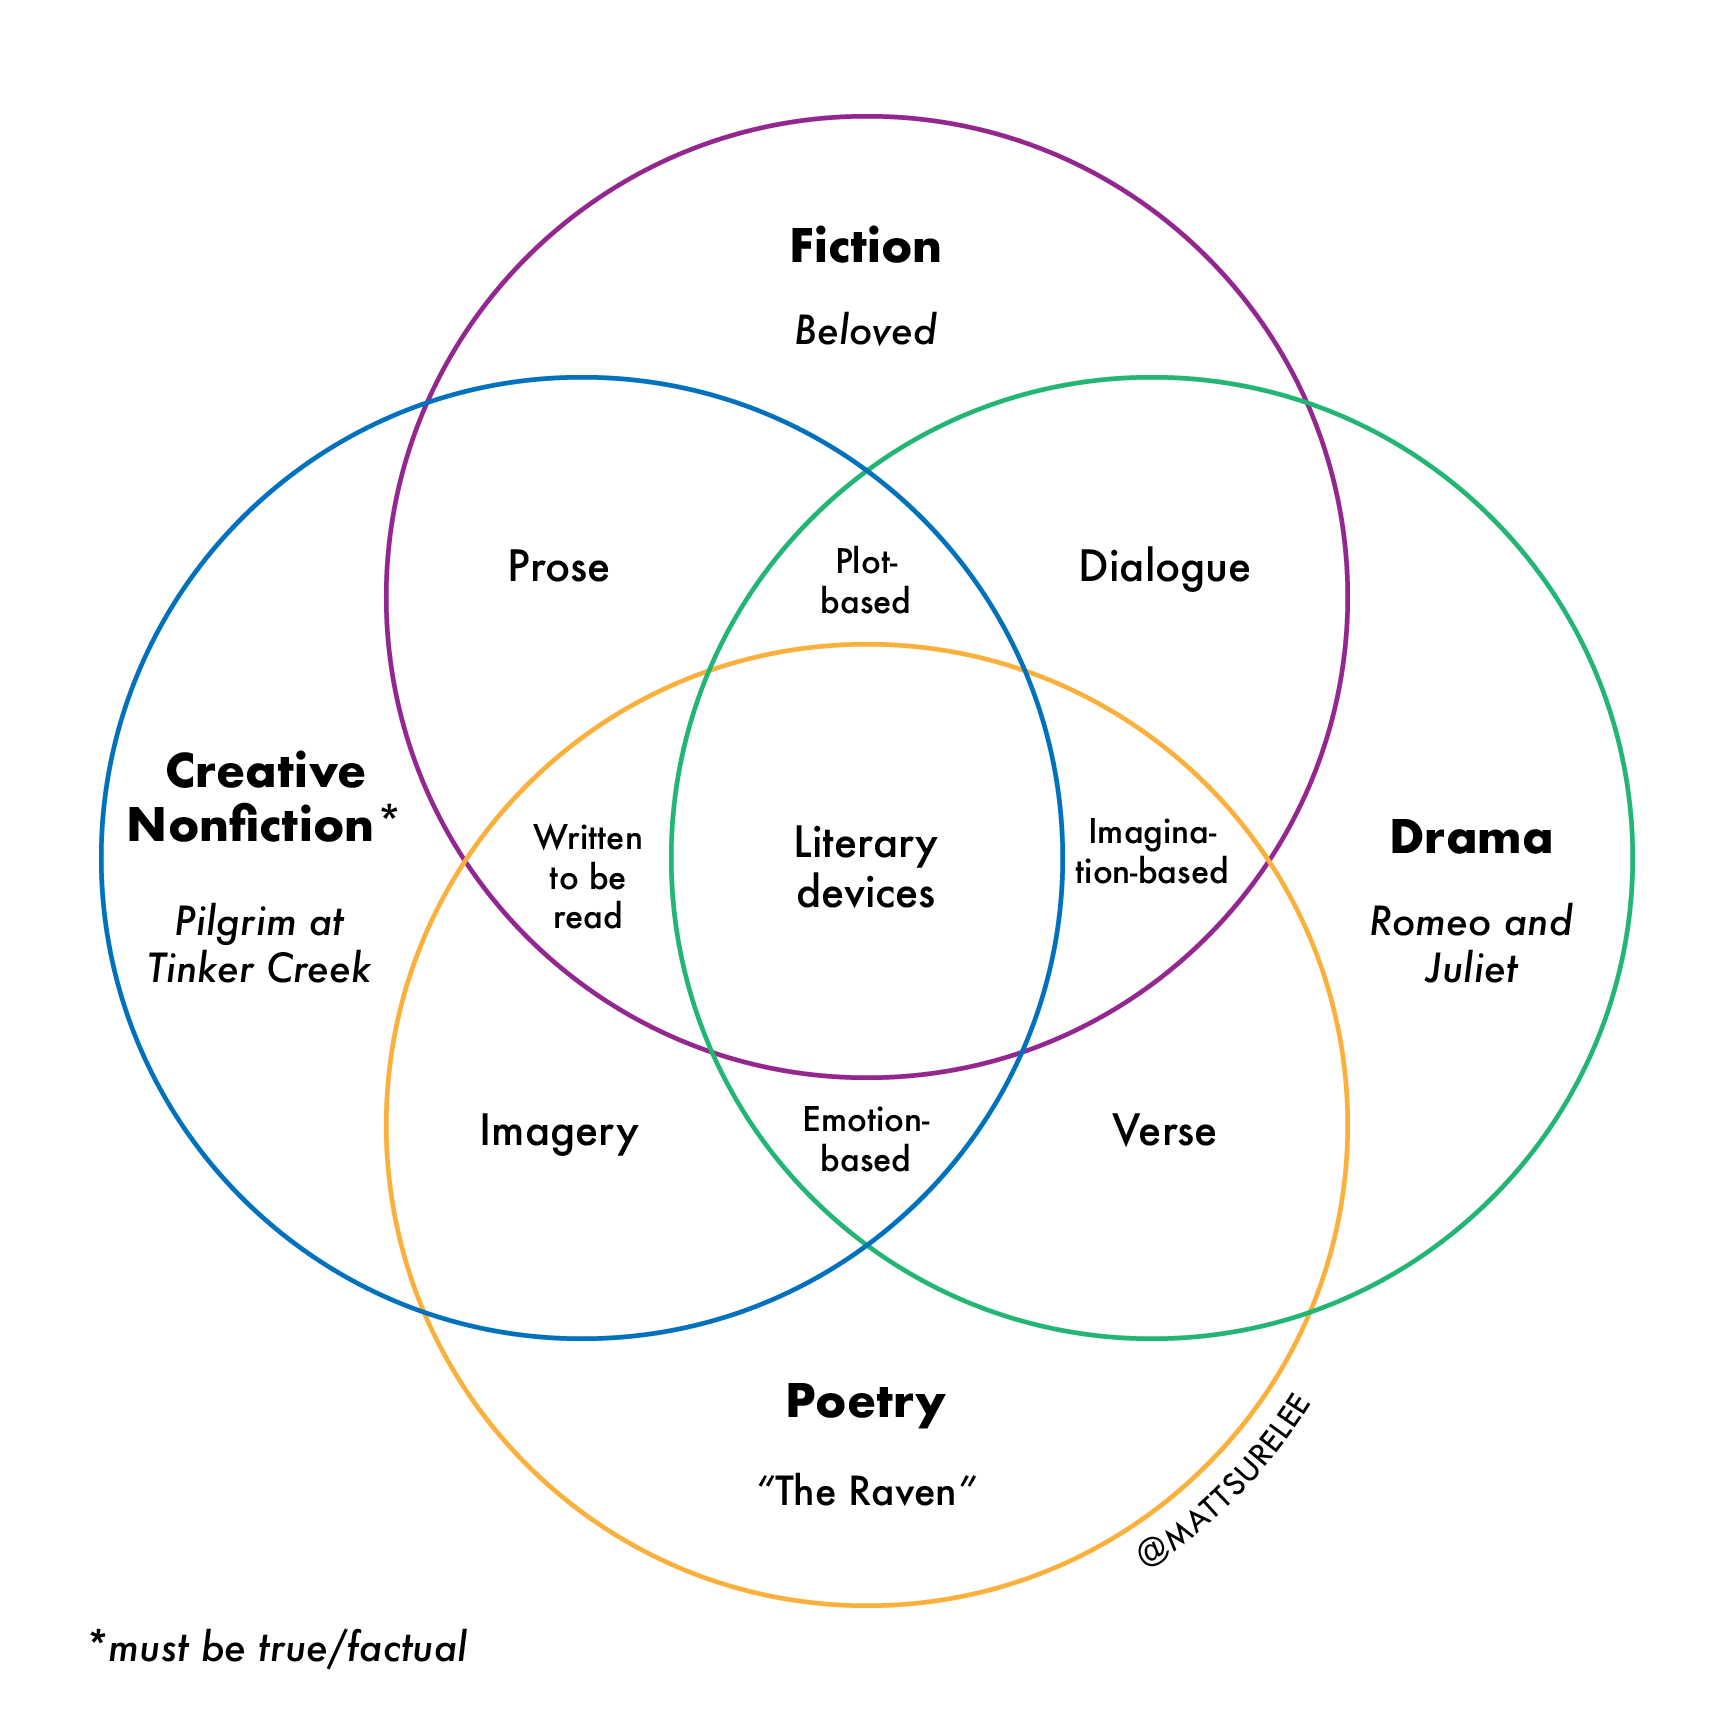 Fiction
Beloved
Prose
Plot-
based
Dialogue
Creative
Nonfiction*
Pilgrim at
Tinker Creek
Written
to be
read
Literary
devices
Imagina-
tion-based
Drama
Romeo and
Juliet
Imagery
Emotion-
based
Verse
Poetry
“The Raven”
@MATTSURELEE
*must be true/factual